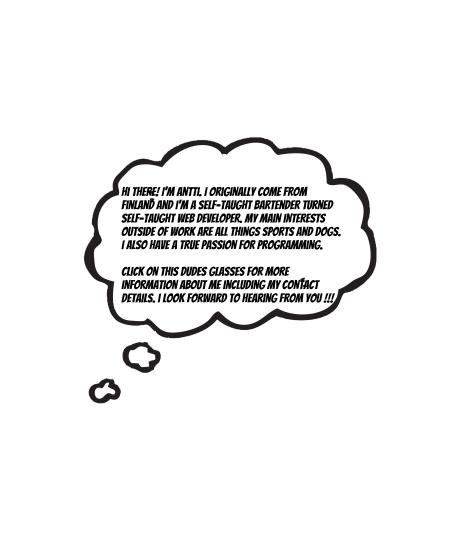 HI THERE! I'M ANTTI. I ORIGINALLY COME FROM
FINLAND AND I'M A SELF-TAUGHT BARTENDER TURNED
SELF-TAUGHT WEB DEVELOPER. MY MAIN INTERESTS
OUTSIDE OF WORK ARE ALL THINGS SPORTS AND DOGS.
I ALSO HAVE A TRUE PASSION FOR PROGRAMMING.
CLICK ON THIS DUDES GLASSES FOR MORE
INFORMATION ABOUT ME INCLUDING MY CONTACT
DETAILS. I LOOK FORWARD TO HEARING FROM YOU !!!